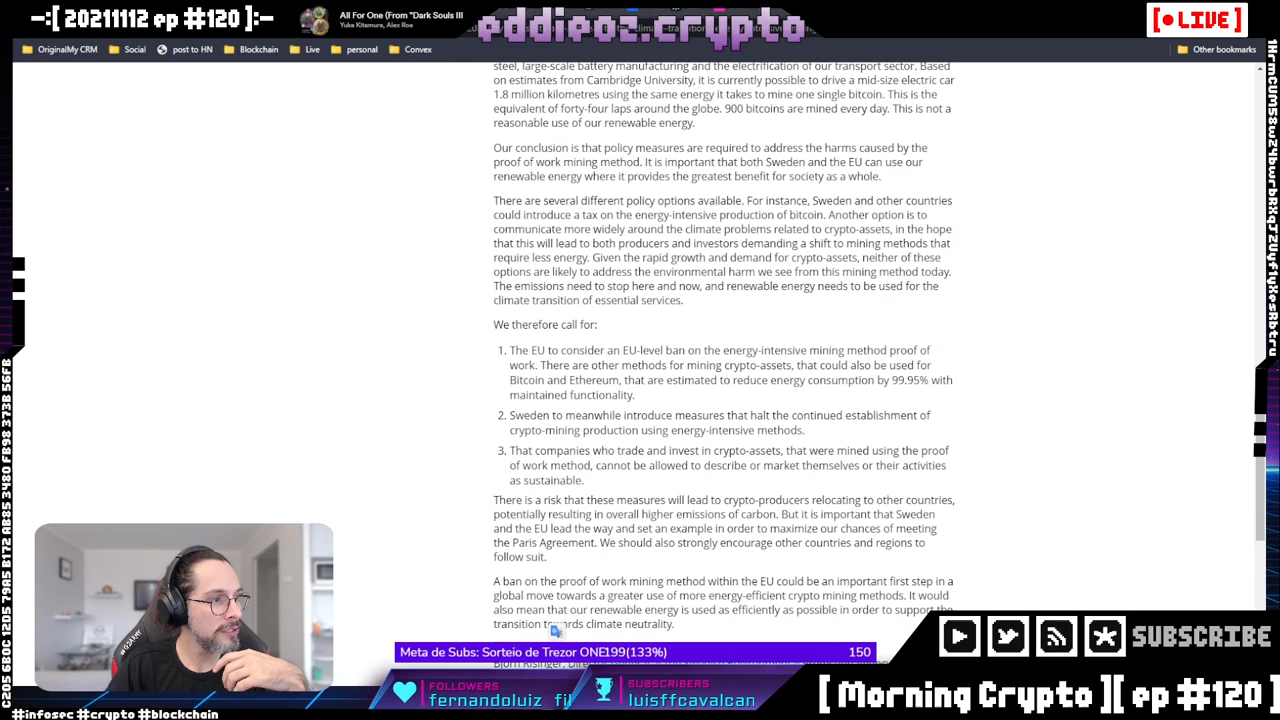 -:[ 20211112 ep #120 ]:-
All For One (From "Dark Souls III
Yuka Kitamura, Alex Roe
eddieoz.crypto
[ ● LIVE ]
OriginalMy CRM
Social
post to HN
Blockchain
Live
personal
Convex
Other bookmarks
steel, large-scale battery manufacturing and the electrification of our transport sector. Based
on estimates from Cambridge University, it is currently possible to drive a mid-size electric car
1.8 million kilometres using the same energy it takes to mine one single bitcoin. This is the
equivalent of forty-four laps around the globe. 900 bitcoins are mined every day. This is not a
reasonable use of our renewable energy.
Our conclusion is that policy measures are required to address the harms caused by the
proof of work mining method. It is important that both Sweden and the EU can use our
renewable energy where it provides the greatest benefit for society as a whole.
There are several different policy options available. For instance, Sweden and other countries
could introduce a tax on the energy-intensive production of bitcoin. Another option is to
communicate more widely around the climate problems related to crypto-assets, in the hope
that this will lead to both producers and investors demanding a shift to mining methods that
require less energy. Given the rapid growth and demand for crypto-assets, neither of these
options are likely to address the environmental harm we see from this mining method today.
The emissions need to stop here and now, and renewable energy needs to be used for the
climate transition of essential services.
We therefore call for:
1. The EU to consider an EU-level ban on the energy-intensive mining method proof of
work. There are other methods for mining crypto-assets, that could also be used for
Bitcoin and Ethereum, that are estimated to reduce energy consumption by 99.95% with
maintained functionality.
2. Sweden to meanwhile introduce measures that halt the continued establishment of
crypto-mining production using energy-intensive methods.
3. That companies who trade and invest in crypto-assets, that were mined using the proof
of work method, cannot be allowed to describe or market themselves or their activities
as sustainable.
There is a risk that these measures will lead to crypto-producers relocating to other countries,
potentially resulting in overall higher emissions of carbon. But it is important that Sweden
and the EU lead the way and set an example in order to maximize our chances of meeting
the Paris Agreement. We should also strongly encourage other countries and regions to
follow suit.
A ban on the proof of work mining method within the EU could be an important first step in a
global move towards a greater use of more energy-efficient crypto mining methods. It would
also mean that our renewable energy is used as efficiently as possible in order to support the
transition towards climate neutrality.
Meta de Subs: Sorteio de Trezor ONE199(133%)
150
FOLLOWERS
fernandoluiz_fil
SUBSCRIBERS
luisffcavalcan
SUBSCRIBE
[ Morning Crypto ][ ep #120 ]
#infosec #crypto #blockchain